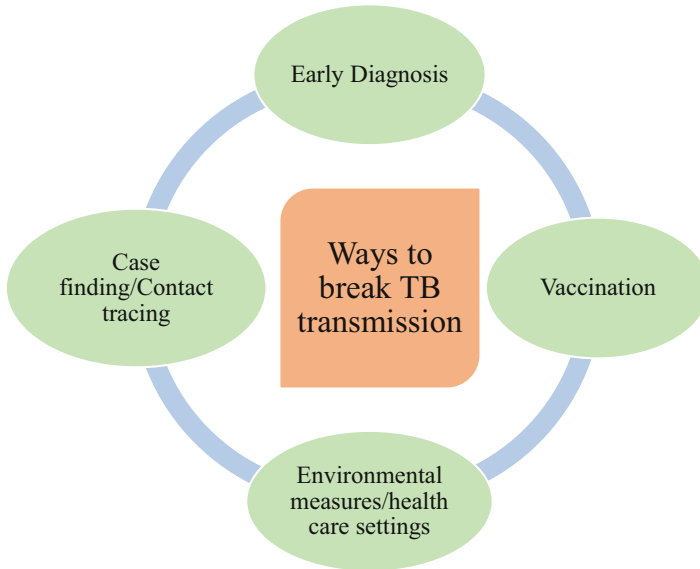 Early Diagnosis
Case
finding/Contact
tracing
Ways to
break TB
transmission
Vaccination
Environmental
measures/health
care settings